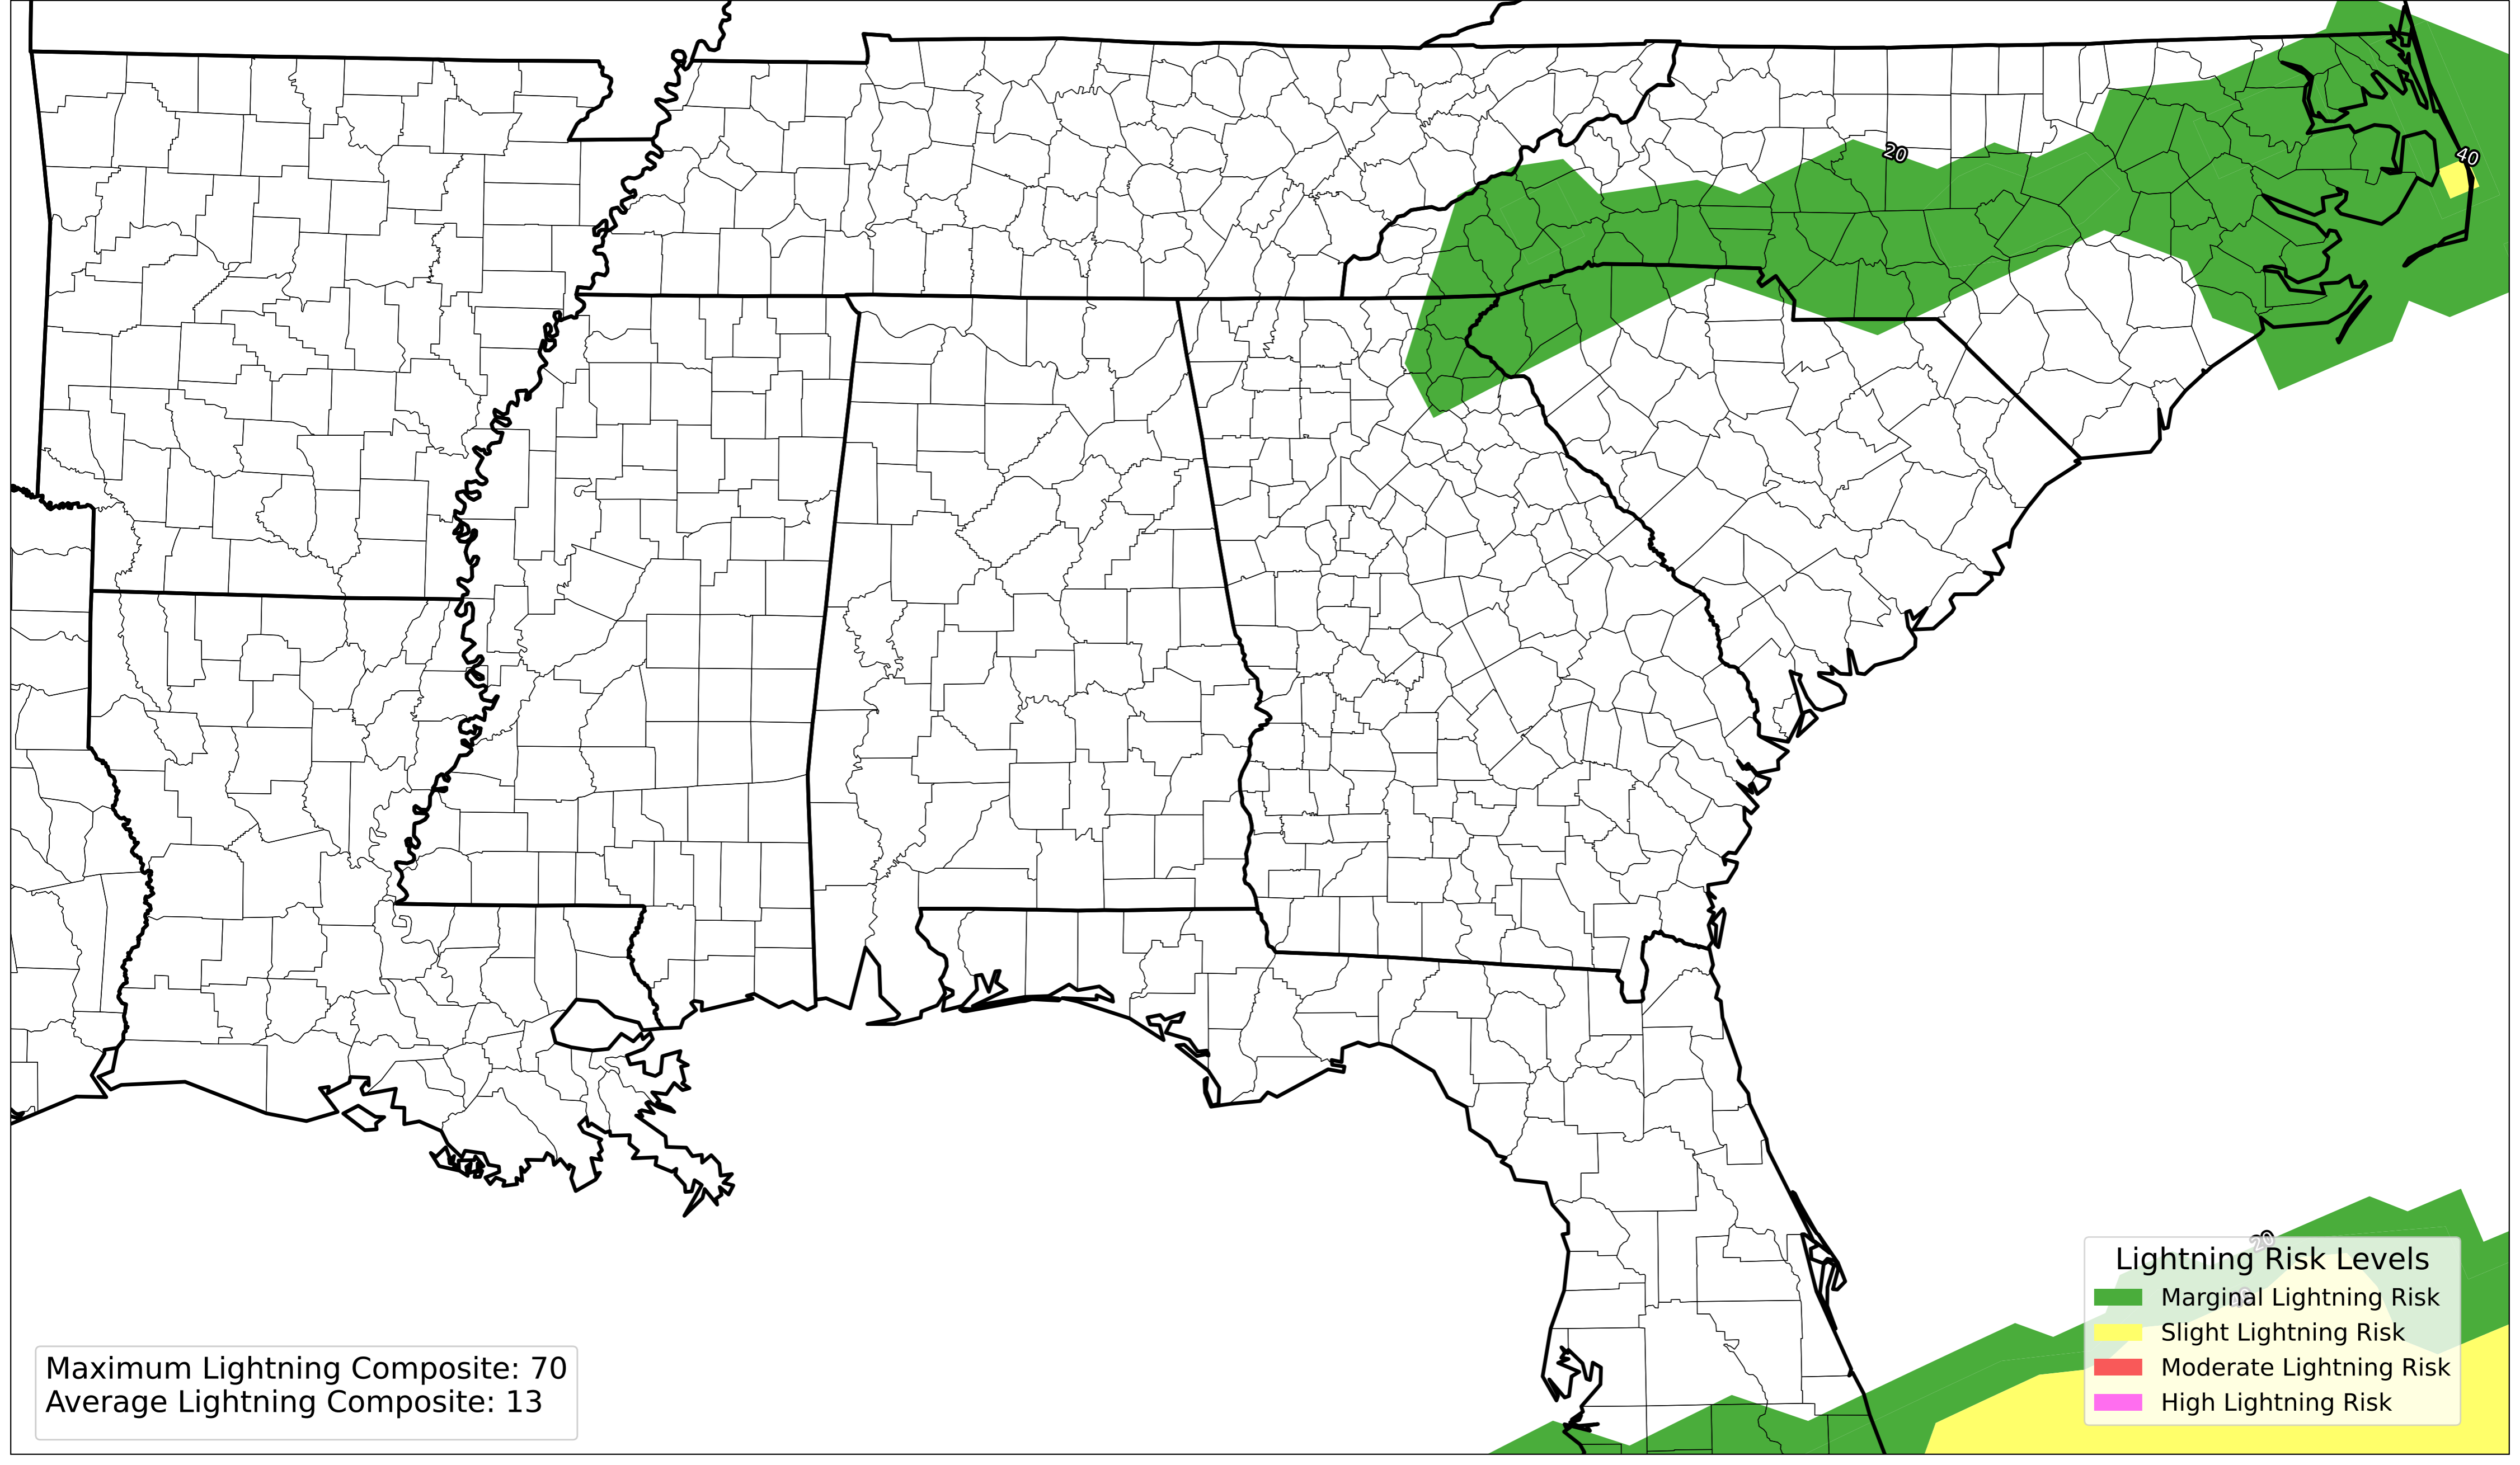 20
40
20
Lightning Risk Levels
Marginal Lightning Risk
Slight Lightning Risk
Moderate Lightning Risk
High Lightning Risk
Maximum Lightning Composite: 70
Average Lightning Composite: 13